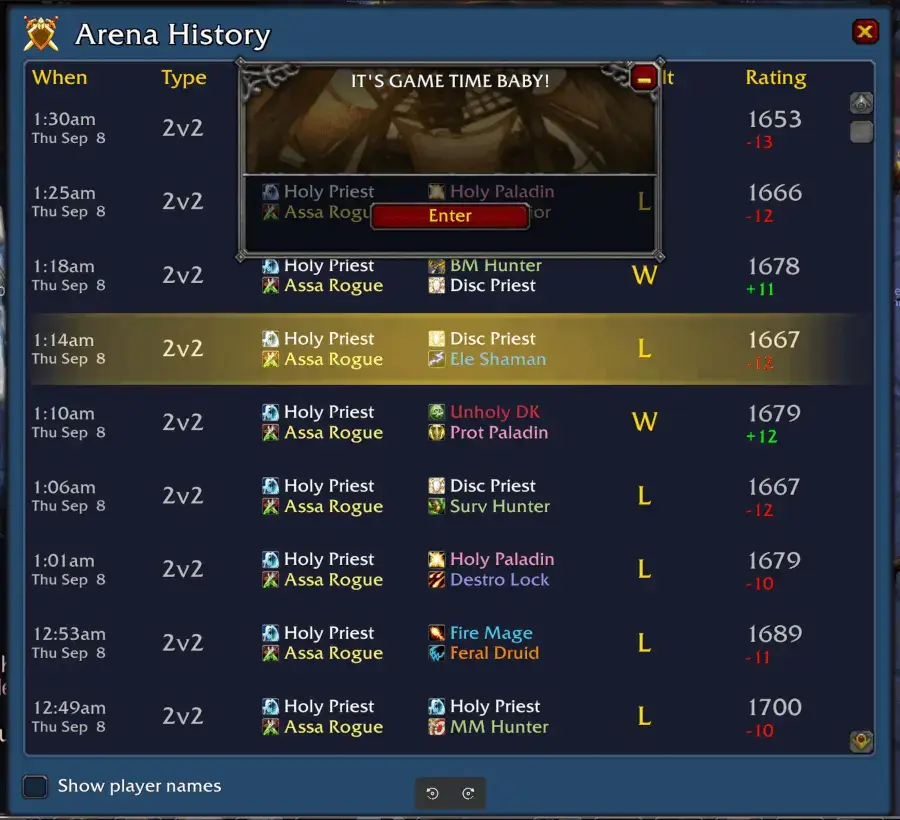 Arena History
When Type lt Rating
IT'S GAME TIME BABY!
1:30am
Thu Sep 8
2v2
1653
-13
1:25am
Thu Sep 8
2v2
Holy Priest
Assa Rogu
Holy Paladin
ior
L
1666
-12
Enter
1:18am
Thu Sep 8
2v2
Holy Priest
Assa Rogue
BM Hunter
Disc Priest
W
1678
+11
1:14am
Thu Sep 8
2v2
Holy Priest
Assa Rogue
Disc Priest
Ele Shaman
L
1667
-12
1:10am
Thu Sep 8
2v2
Holy Priest
Assa Rogue
Unholy DK
Prot Paladin
W
1679
+12
1:06am
Thu Sep 8
2v2
Holy Priest
Assa Rogue
Disc Priest
Surv Hunter
L
1667
-12
1:01am
Thu Sep 8
2v2
Holy Priest
Assa Rogue
Holy Paladin
Destro Lock
L
1679
-10
12:53am
Thu Sep 8
2v2
Holy Priest
Assa Rogue
Fire Mage
Feral Druid
L
1689
-11
12:49am
Thu Sep 8
2v2
Holy Priest
Assa Rogue
Holy Priest
MM Hunter
L
1700
-10
Show player names